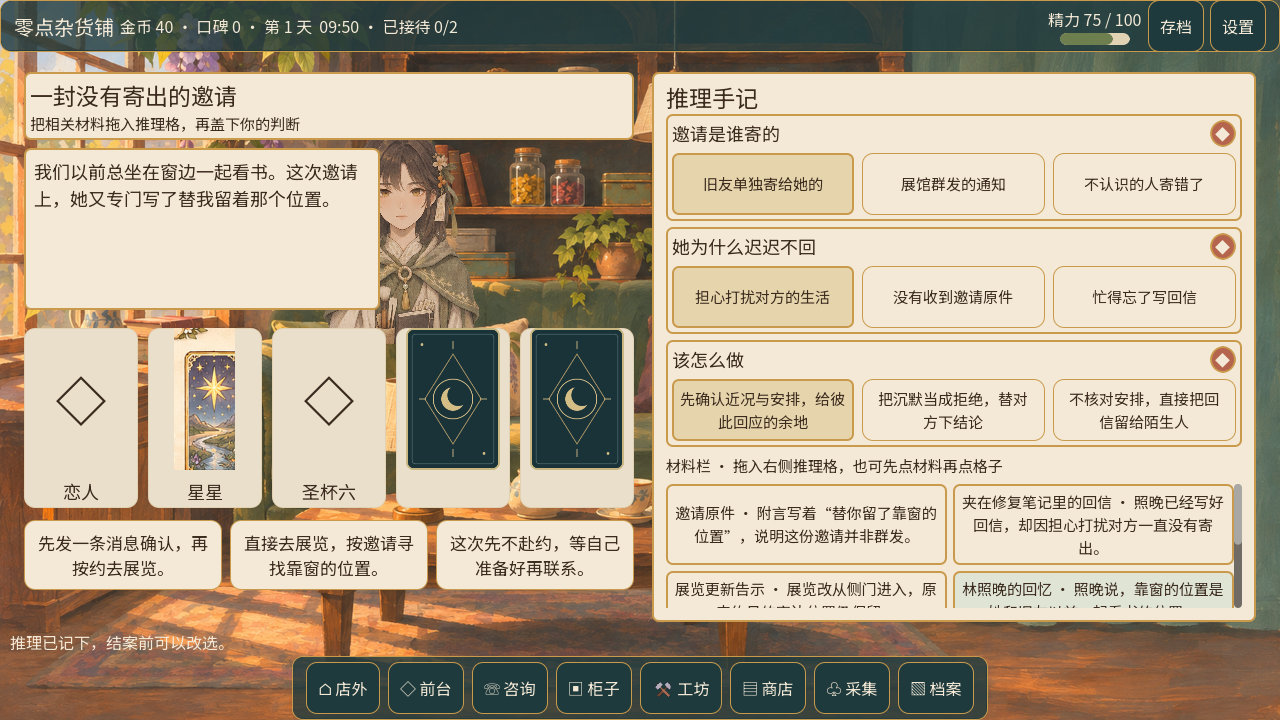 零点杂货铺 金币 40 · 口碑 0 · 第 1 天 09:50 · 已接待 0/2
精力 75 / 100
存档
设置
一封没有寄出的邀请
把相关材料拖入推理格，再盖下你的判断
我们以前总坐在窗边一起看书。这次邀请
上，她又专门写了替我留着那个位置。
恋人
星星
圣杯六
先发一条消息确认，再
按约去展览。
直接去展览，按邀请寻
找靠窗的位置。
这次先不赴约，等自己
准备好再联系。
推理手记
邀请是谁寄的
旧友单独寄给她的
展馆群发的通知
不认识的人寄错了
她为什么迟迟不回
担心打扰对方的生活
没有收到邀请原件
忙得忘了写回信
该怎么做
先确认近况与安排，给彼
此回应的余地
把沉默当成拒绝，替对
方下结论
不核对安排，直接把回
信留给陌生人
材料栏 · 拖入右侧推理格，也可先点材料再点格子
邀请原件 · 附言写着“替你留了靠窗的
位置”，说明这份邀请并非群发。
夹在修复笔记里的回信 · 照晚已经写好
回信，却因担心打扰对方一直没有寄
出。
展览更新告示 · 展览改从侧门进入，原
林照晚的回忆 · 照晚说，靠窗的位置是
推理已记下，结案前可以改选。
店外
前台
咨询
柜子
工坊
商店
采集
档案